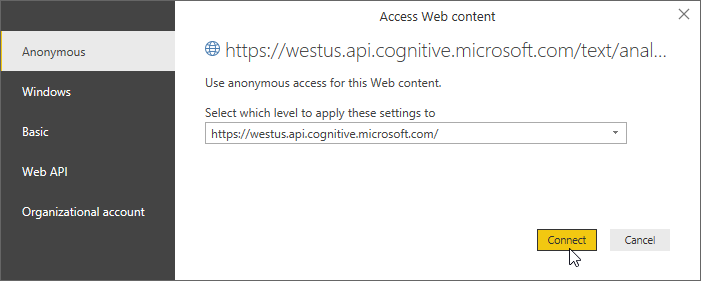 Access Web content
Anonymous
Windows
Basic
Web API
Organizational account
https://westus.api.cognitive.microsoft.com/text/anal...
Use anonymous access for this Web content.
Select which level to apply these settings to
https://westus.api.cognitive.microsoft.com/
Connect
Cancel